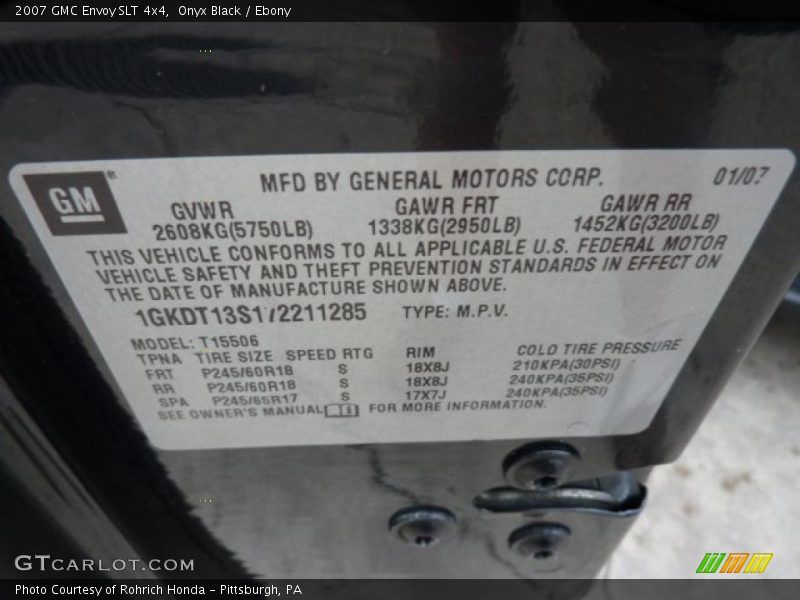 2007 GMC Envoy SLT 4x4,  Onyx Black / Ebony
GM
MFD BY GENERAL MOTORS CORP. 01/07
GVWR GAWR FRT GAWR RR
2608KG(5750LB) 1338KG(2950LB) 1452KG(3200LB)
THIS VEHICLE CONFORMS TO ALL APPLICABLE U.S. FEDERAL MOTOR
VEHICLE SAFETY AND THEFT PREVENTION STANDARDS IN EFFECT ON
THE DATE OF MANUFACTURE SHOWN ABOVE.
TYPE: M.P.V.
MODEL: T15506
TPNA TIRE SIZE SPEED RTG RIM COLD TIRE PRESSURE
FRT P245/60R18 S 18X8J 210KPA(30PSI)
RR P245/60R18 S 18X8J 240KPA(35PSI)
SPA P245/65R17 S 17X7J 240KPA(35PSI)
SEE OWNER'S MANUAL FOR MORE INFORMATION.
GTCARLOT.COM
Photo Courtesy of Rohrich Honda - Pittsburgh, PA